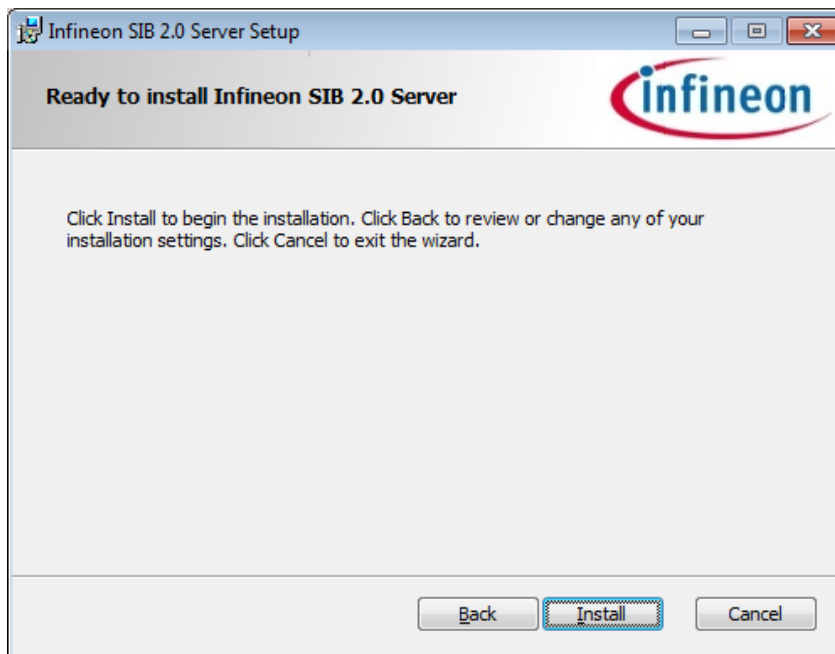 Infineon SIB 2.0 Server Setup
Ready to install Infineon SIB 2.0 Server
infineon
Click Install to begin the installation. Click Back to review or change any of your
installation settings. Click Cancel to exit the wizard.
Back
Install
Cancel